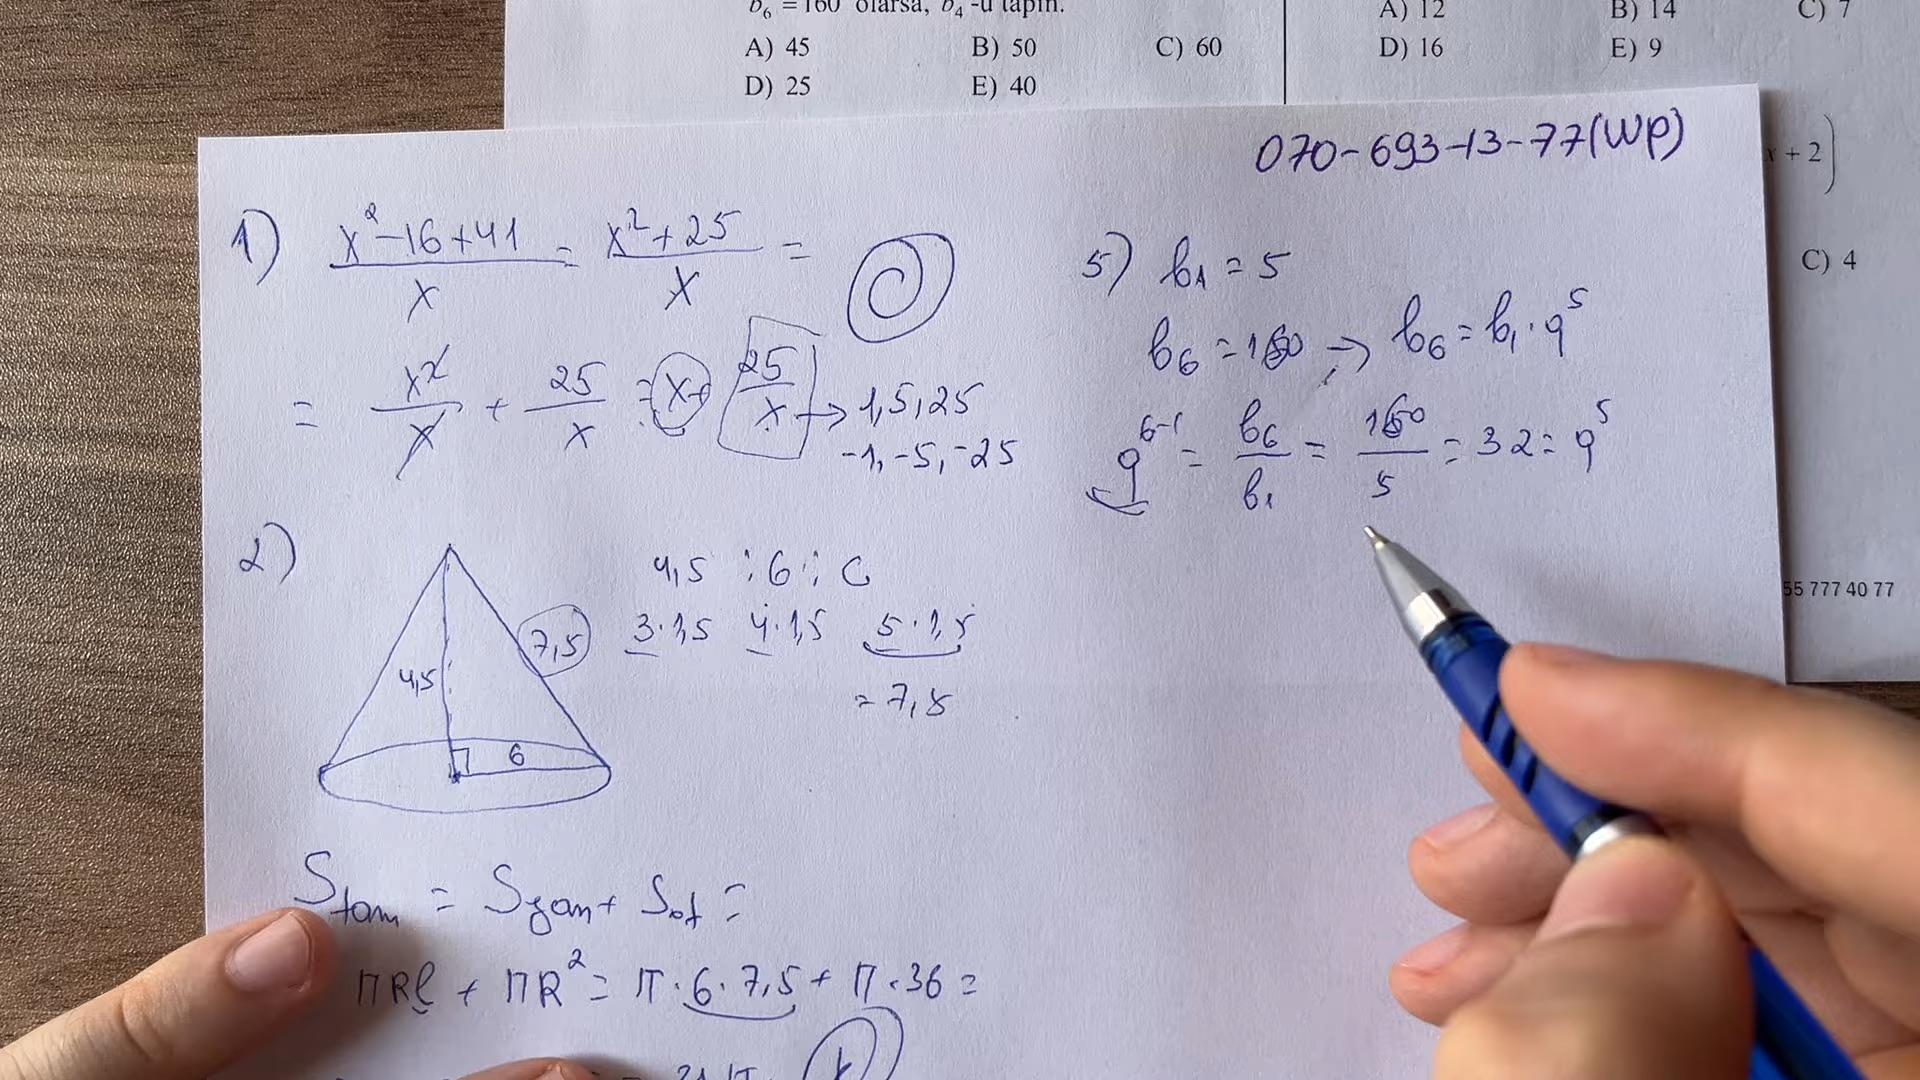 b₆ = 160 olarsa, b₄ -ü tapın.
A) 45 B) 50 C) 60
D) 25 E) 40
A) 12 B) 14 C) 7
D) 16 E) 9
x + 2)
C) 4
55 777 40 77
070-693-13-77(WP)
1) (x²-16+41)/x = (x²+25)/x =
= x²/x + 25/x = x + 25/x → 1, 5, 25
-1, -5, -25
2)
4,5 : 6 : C
3·1,5 4·1,5 5·1,5
= 7,5
4,5
7,5
6
Stam = Syan + Sot =
πRl + πR² = π·6·7,5 + π·36 =
5) b₁ = 5
b₆ = 160 → b₆ = b₁·q⁵
q⁶⁻¹ = b₆/b₁ = 160/5 = 32 = q⁵